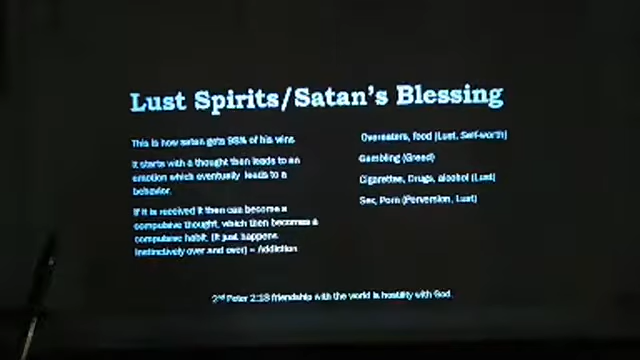 Lust Spirits/Satan's Blessing
This is how satan gets 98% of his wins
It starts with a thought then leads to an
emotion which eventually leads to a
behavior.
If it is received it then can become a
compulsive thought, which then becomes a
compulsive habit. (It just happens
instinctively over and over) = Addiction
Overeaters, food (Lust, Self-worth)
Gambling (Greed)
Cigarettes, Drugs, alcohol (Lust)
Sex, Porn (Perversion, Lust)
2nd Peter 2:18 friendship with the world is hostility with God.